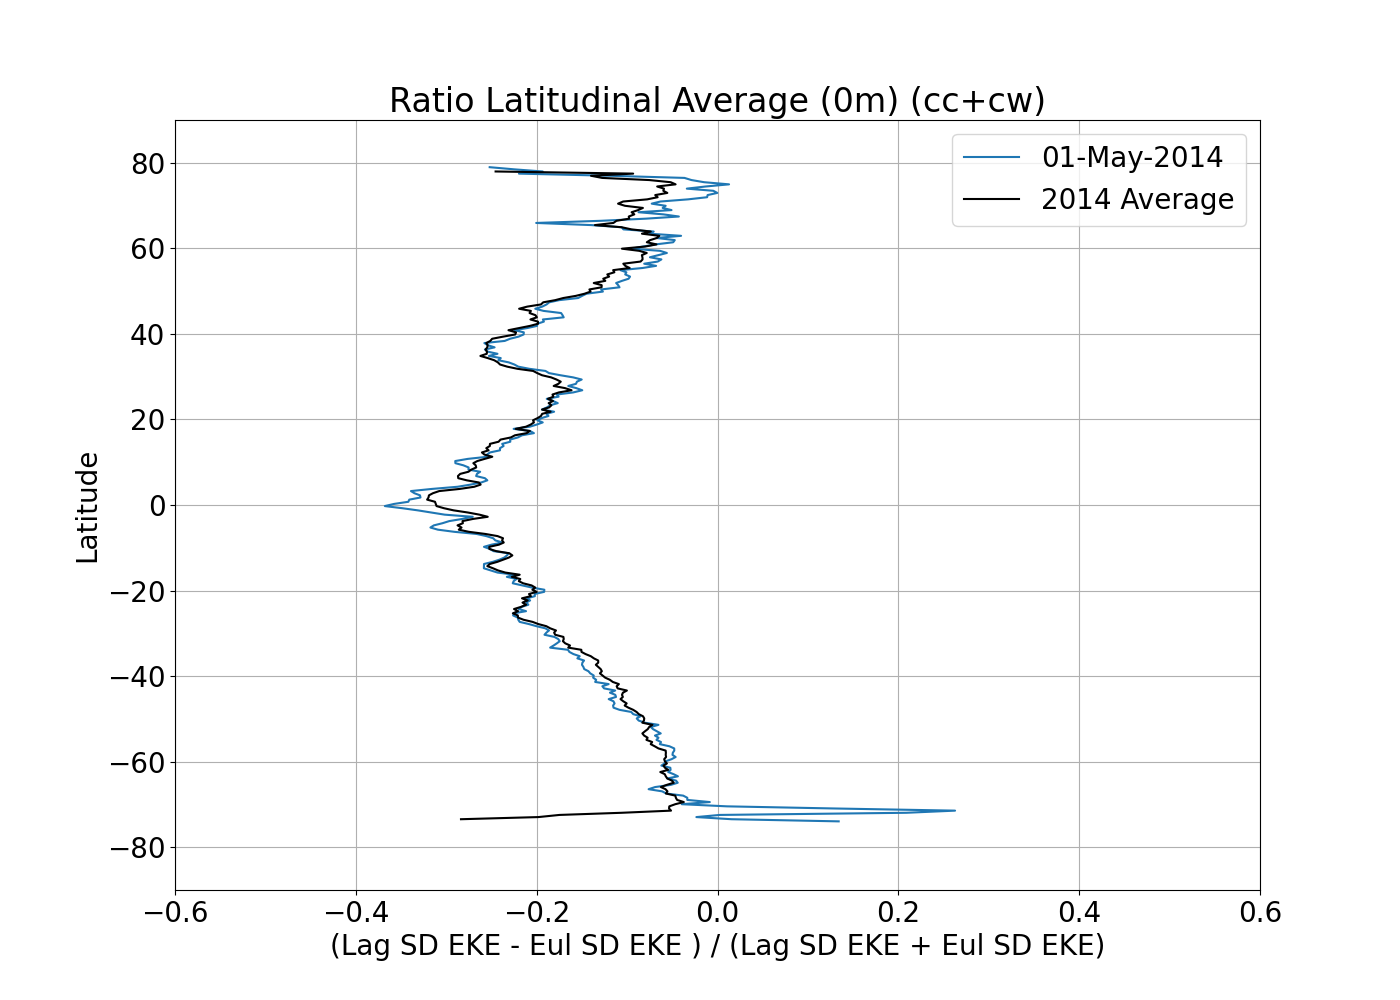 Ratio Latitudinal Average (0m) (cc+cw)
01-May-2014
2014 Average
80
60
40
20
0
−20
−40
−60
−80
Latitude
−0.6 −0.4 −0.2 0.0 0.2 0.4 0.6
(Lag SD EKE - Eul SD EKE ) / (Lag SD EKE + Eul SD EKE)